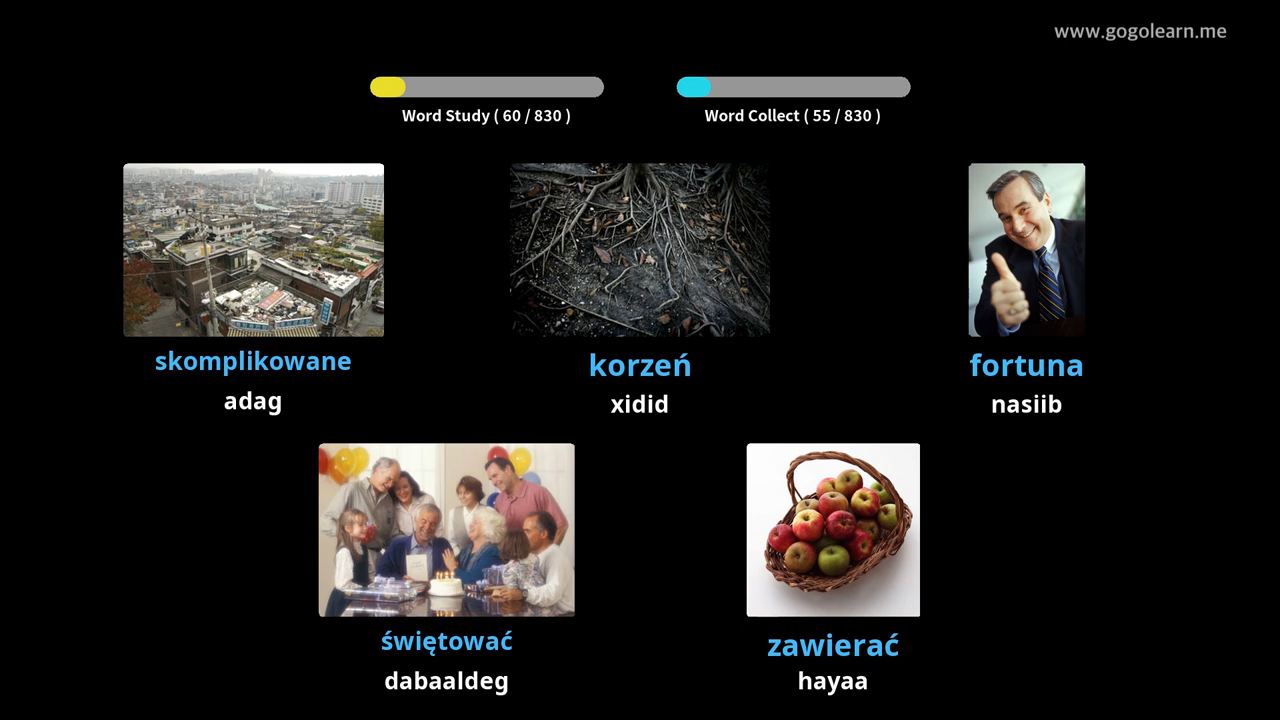 www.gogolearn.me
Word Study ( 60 / 830 )
Word Collect ( 55 / 830 )
skomplikowane
adag
korzeń
xidid
fortuna
nasiib
świętować
dabaaldeg
zawierać
hayaa